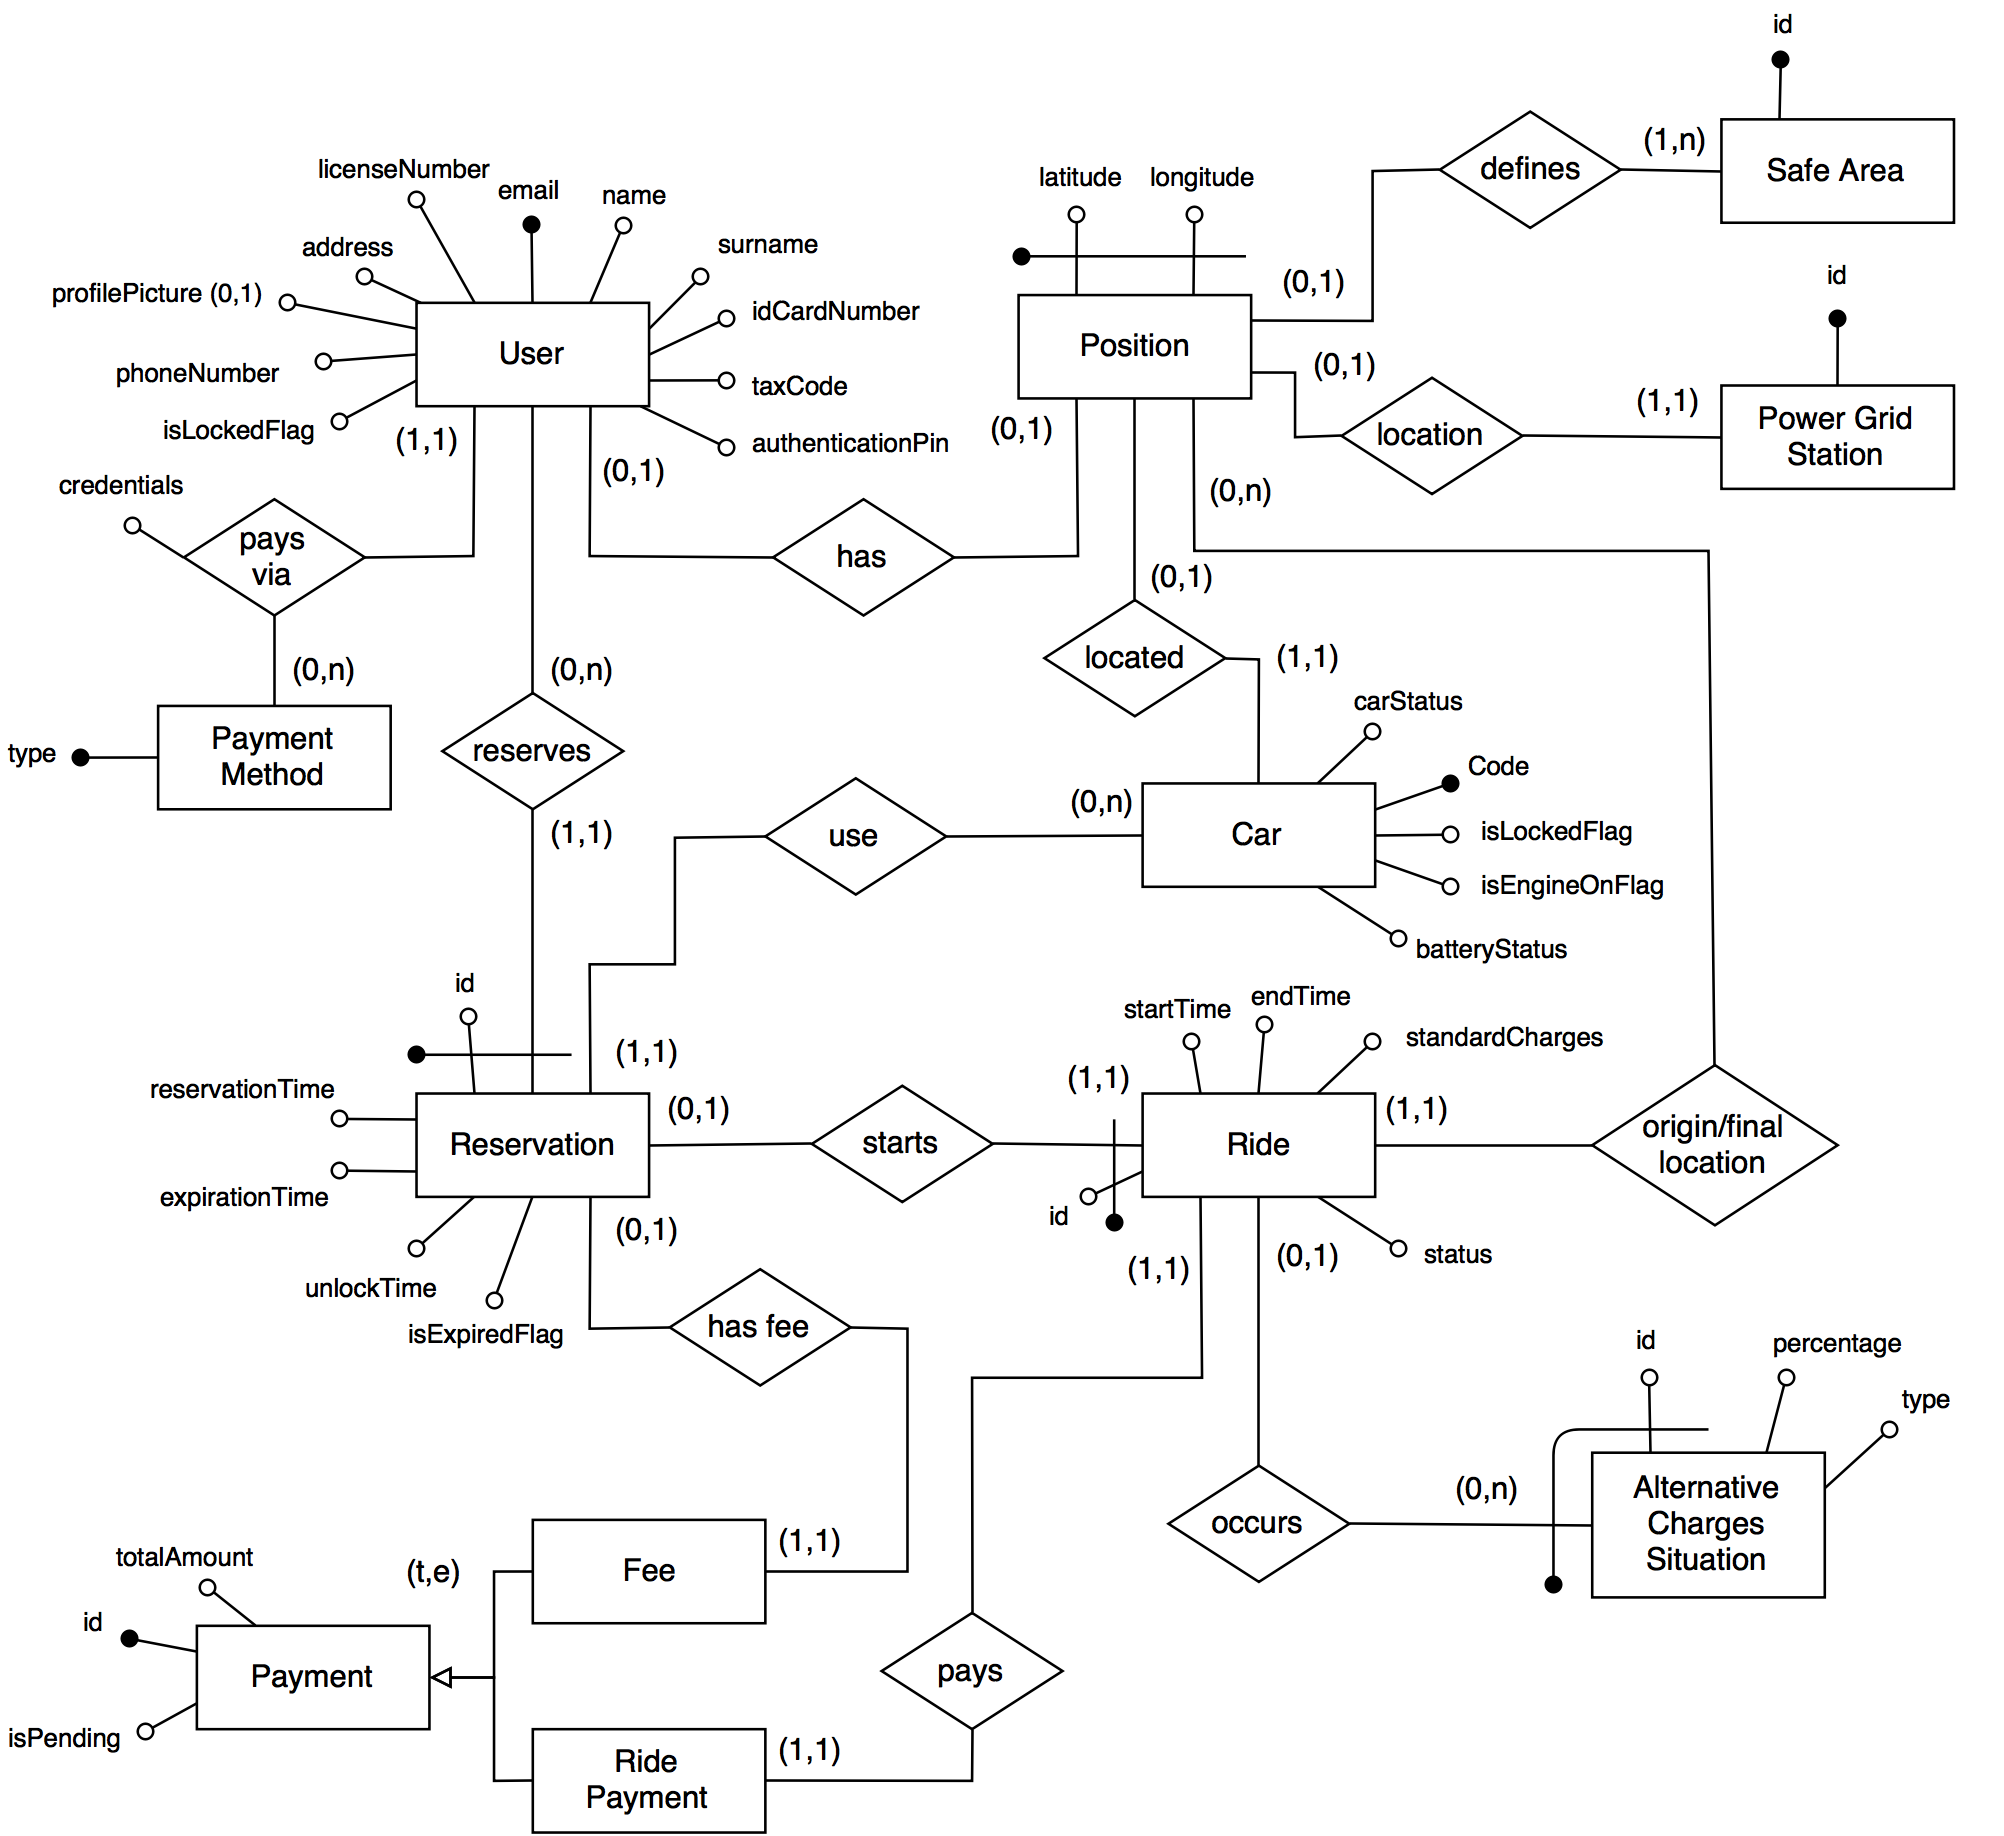 id
defines
(1,n)
Safe Area
licenseNumber
email
name
latitude
longitude
address
surname
profilePicture (0,1)
idCardNumber
(0,1)
id
User
Position
phoneNumber
taxCode
(0,1)
isLockedFlag
(1,1)
(0,1)
authenticationPin
(0,1)
location
(1,1)
Power Grid
Station
credentials
(0,n)
pays
via
has
(0,1)
(0,n)
(0,n)
located
(1,1)
carStatus
type
Payment
Method
reserves
Code
(1,1)
use
(0,n)
Car
isLockedFlag
isEngineOnFlag
batteryStatus
id
startTime
endTime
standardCharges
(1,1)
(1,1)
reservationTime
(0,1)
(1,1)
Reservation
starts
Ride
origin/final
location
expirationTime
id
(0,1)
(1,1)
(0,1)
status
unlockTime
isExpiredFlag
has fee
id
percentage
type
(0,n)
occurs
Alternative
Charges
Situation
totalAmount
(t,e)
Fee
(1,1)
id
Payment
pays
isPending
Ride
Payment
(1,1)